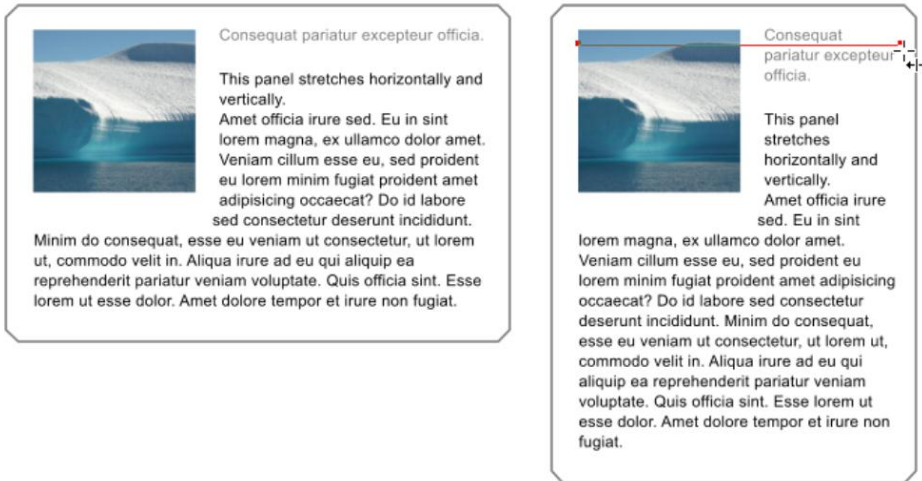 Consequat pariatur excepteur officia.
This panel stretches horizontally and
vertically.
Amet officia irure sed. Eu in sint
lorem magna, ex ullamco dolor amet.
Veniam cillum esse eu, sed proident
eu lorem minim fugiat proident amet
adipisicing occaecat? Do id labore
sed consectetur deserunt incididunt.
Minim do consequat, esse eu veniam ut consectetur, ut lorem
ut, commodo velit in. Aliqua irure ad eu qui aliquip ea
reprehenderit pariatur veniam voluptate. Quis officia sint. Esse
lorem ut esse dolor. Amet dolore tempor et irure non fugiat.
Consequat
pariatur excepteur
officia.
This panel
stretches
horizontally and
vertically.
Amet officia irure
sed. Eu in sint
lorem magna, ex ullamco dolor amet.
Veniam cillum esse eu, sed proident eu
lorem minim fugiat proident amet adipisicing
occaecat? Do id labore sed consectetur
deserunt incididunt. Minim do consequat,
esse eu veniam ut consectetur, ut lorem ut,
commodo velit in. Aliqua irure ad eu qui
aliquip ea reprehenderit pariatur veniam
voluptate. Quis officia sint. Esse lorem ut
esse dolor. Amet dolore tempor et irure non
fugiat.